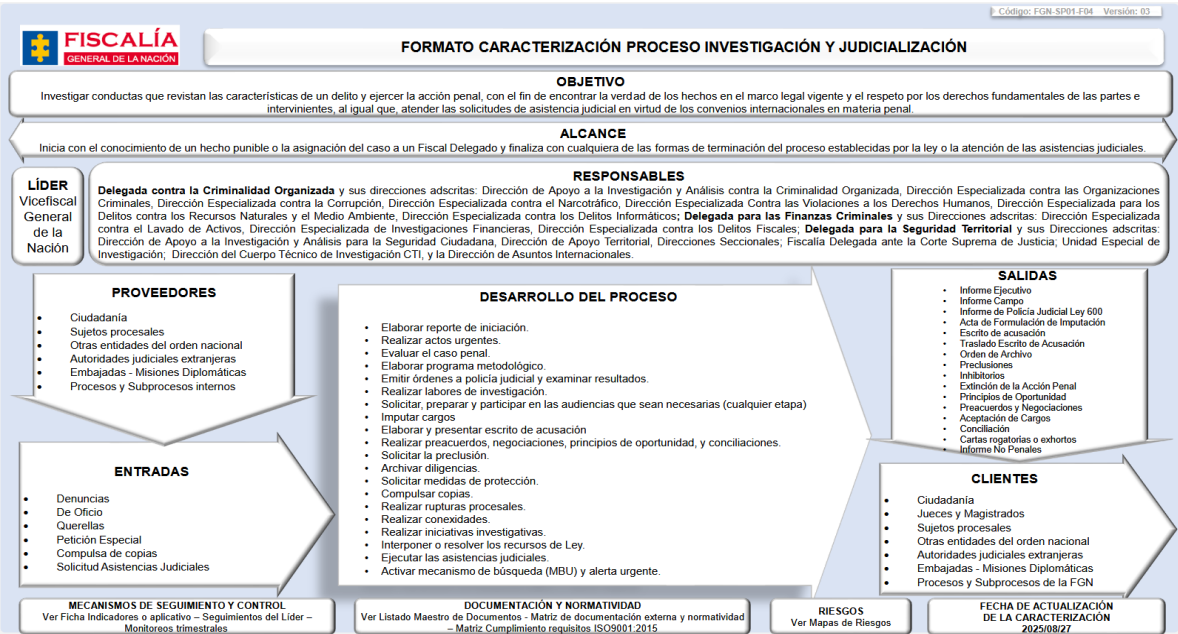 Código: FGN-SP01-F04 Versión: 03
FISCALÍA
GENERAL DE LA NACIÓN
FORMATO CARACTERIZACIÓN PROCESO INVESTIGACIÓN Y JUDICIALIZACIÓN
OBJETIVO
Investigar conductas que revistan las características de un delito y ejercer la acción penal, con el fin de encontrar la verdad de los hechos en el marco legal vigente y el respeto por los derechos fundamentales de las partes e
intervinientes, al igual que, atender las solicitudes de asistencia judicial en virtud de los convenios internacionales en materia penal.
ALCANCE
Inicia con el conocimiento de un hecho punible o la asignación del caso a un Fiscal Delegado y finaliza con cualquiera de las formas de terminación del proceso establecidas por la ley o la atención de las asistencias judiciales.
LÍDER
Vicefiscal
General
de la
Nación
RESPONSABLES
Delegada contra la Criminalidad Organizada y sus direcciones adscritas: Dirección de Apoyo a la Investigación y Análisis contra la Criminalidad Organizada, Dirección Especializada contra las Organizaciones
Criminales, Dirección Especializada contra la Corrupción, Dirección Especializada contra el Narcotráfico, Dirección Especializada Contra las Violaciones a los Derechos Humanos, Dirección Especializada para los
Delitos contra los Recursos Naturales y el Medio Ambiente, Dirección Especializada contra los Delitos Informáticos; Delegada para las Finanzas Criminales y sus Direcciones adscritas: Dirección Especializada
contra el Lavado de Activos, Dirección Especializada de Investigaciones Financieras, Dirección Especializada contra los Delitos Fiscales; Delegada para la Seguridad Territorial y sus Direcciones adscritas:
Dirección de Apoyo a la Investigación y Análisis para la Seguridad Ciudadana, Dirección de Apoyo Territorial, Direcciones Seccionales; Fiscalía Delegada ante la Corte Suprema de Justicia; Unidad Especial de
Investigación; Dirección del Cuerpo Técnico de Investigación CTI, y la Dirección de Asuntos Internacionales.
PROVEEDORES
• Ciudadanía
• Sujetos procesales
• Otras entidades del orden nacional
• Autoridades judiciales extranjeras
• Embajadas - Misiones Diplomáticas
• Procesos y Subprocesos internos
ENTRADAS
• Denuncias
• De Oficio
• Querellas
• Petición Especial
• Compulsa de copias
• Solicitud Asistencias Judiciales
DESARROLLO DEL PROCESO
• Elaborar reporte de iniciación.
• Realizar actos urgentes.
• Evaluar el caso penal.
• Elaborar programa metodológico.
• Emitir órdenes a policía judicial y examinar resultados.
• Realizar labores de investigación.
• Solicitar, preparar y participar en las audiencias que sean necesarias (cualquier etapa)
• Imputar cargos
• Elaborar y presentar escrito de acusación
• Realizar preacuerdos, negociaciones, principios de oportunidad, y conciliaciones.
• Solicitar la preclusión.
• Archivar diligencias.
• Solicitar medidas de protección.
• Compulsar copias.
• Realizar rupturas procesales.
• Realizar conexidades.
• Realizar iniciativas investigativas.
• Interponer o resolver los recursos de Ley.
• Ejecutar las asistencias judiciales.
• Activar mecanismo de búsqueda (MBU) y alerta urgente.
SALIDAS
• Informe Ejecutivo
• Informe Campo
• Informe de Policía Judicial Ley 600
• Acta de Formulación de Imputación
• Escrito de acusación
• Traslado Escrito de Acusación
• Orden de Archivo
• Preclusiones
• Inhibitorios
• Extinción de la Acción Penal
• Principios de Oportunidad
• Preacuerdos y Negociaciones
• Aceptación de Cargos
• Conciliación
• Cartas rogatorias o exhortos
• Informe No Penales
CLIENTES
• Ciudadanía
• Jueces y Magistrados
• Sujetos procesales
• Otras entidades del orden nacional
• Autoridades judiciales extranjeras
• Embajadas - Misiones Diplomáticas
• Procesos y Subprocesos de la FGN
MECANISMOS DE SEGUIMIENTO Y CONTROL
Ver Ficha Indicadores o aplicativo – Seguimientos del Líder –
Monitoreos trimestrales
DOCUMENTACIÓN Y NORMATIVIDAD
Ver Listado Maestro de Documentos - Matriz de documentación externa y normatividad
– Matriz Cumplimiento requisitos ISO9001:2015
RIESGOS
Ver Mapas de Riesgos
FECHA DE ACTUALIZACIÓN
DE LA CARACTERIZACIÓN
2025/08/27